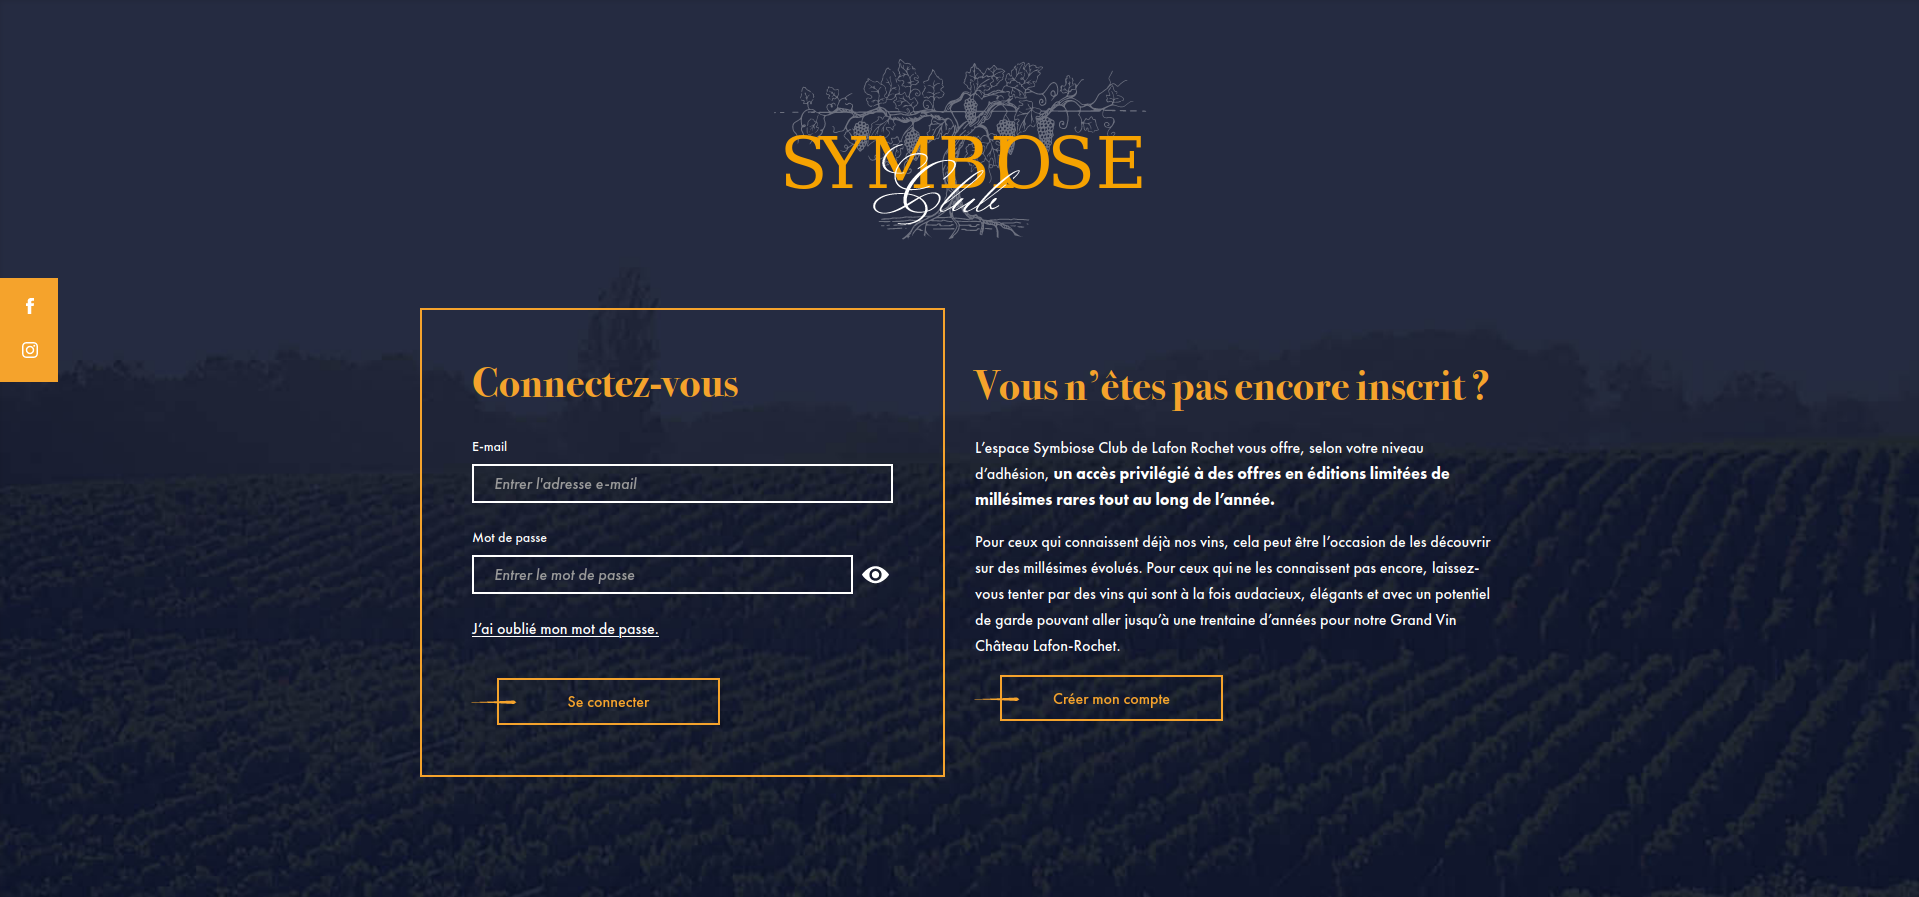 SYMBIOSE
Club
Connectez-vous
E-mail
Entrer l'adresse e-mail
Mot de passe
Entrer le mot de passe
J’ai oublié mon mot de passe.
Se connecter
Vous n’êtes pas encore inscrit ?
L’espace Symbiose Club de Lafon Rochet vous offre, selon votre niveau
d’adhésion, un accès privilégié à des offres en éditions limitées de
millésimes rares tout au long de l’année.
Pour ceux qui connaissent déjà nos vins, cela peut être l’occasion de les découvrir
sur des millésimes évolués. Pour ceux qui ne les connaissent pas encore, laissez-
vous tenter par des vins qui sont à la fois audacieux, élégants et avec un potentiel
de garde pouvant aller jusqu’à une trentaine d’années pour notre Grand Vin
Château Lafon-Rochet.
Créer mon compte